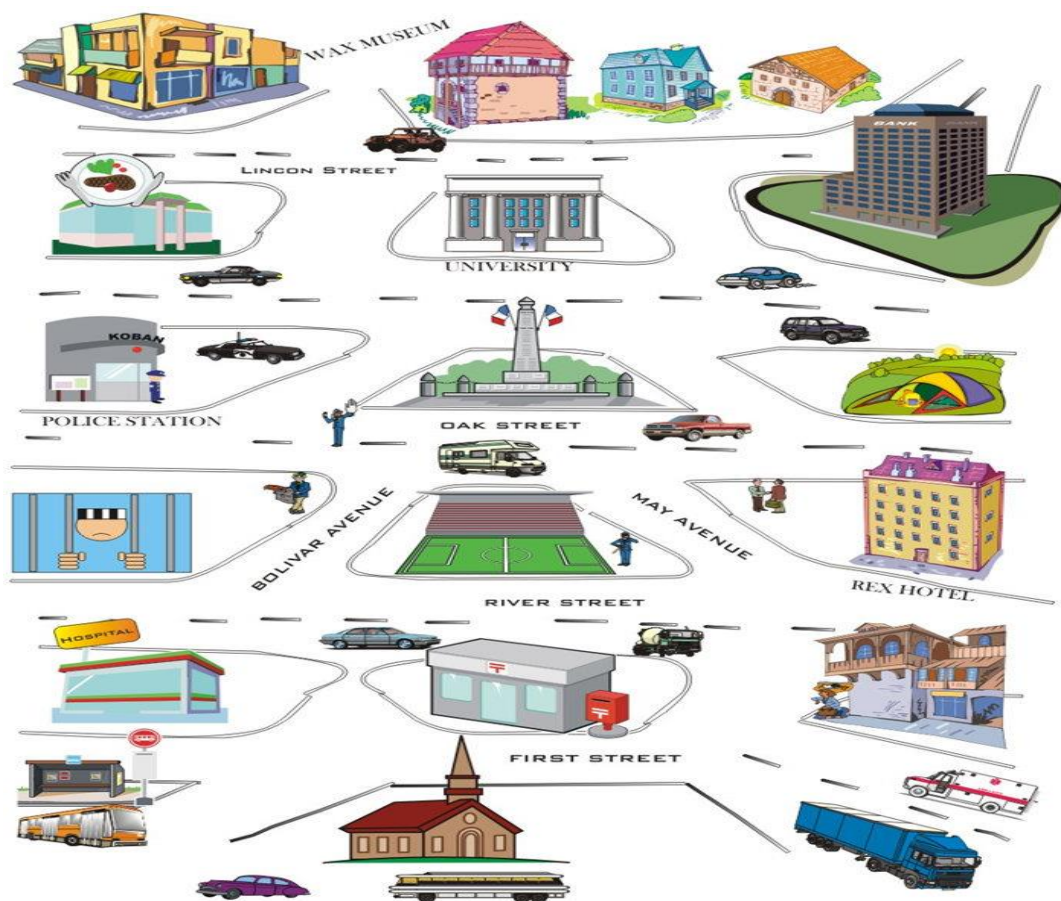 WAX MUSEUM
BANK
LINCON STREET
UNIVERSITY
KOBAN
POLICE STATION
OAK STREET
BOLIVAR AVENUE
MAY AVENUE
REX HOTEL
RIVER STREET
HOSPITAL
〒
〒
FIRST STREET